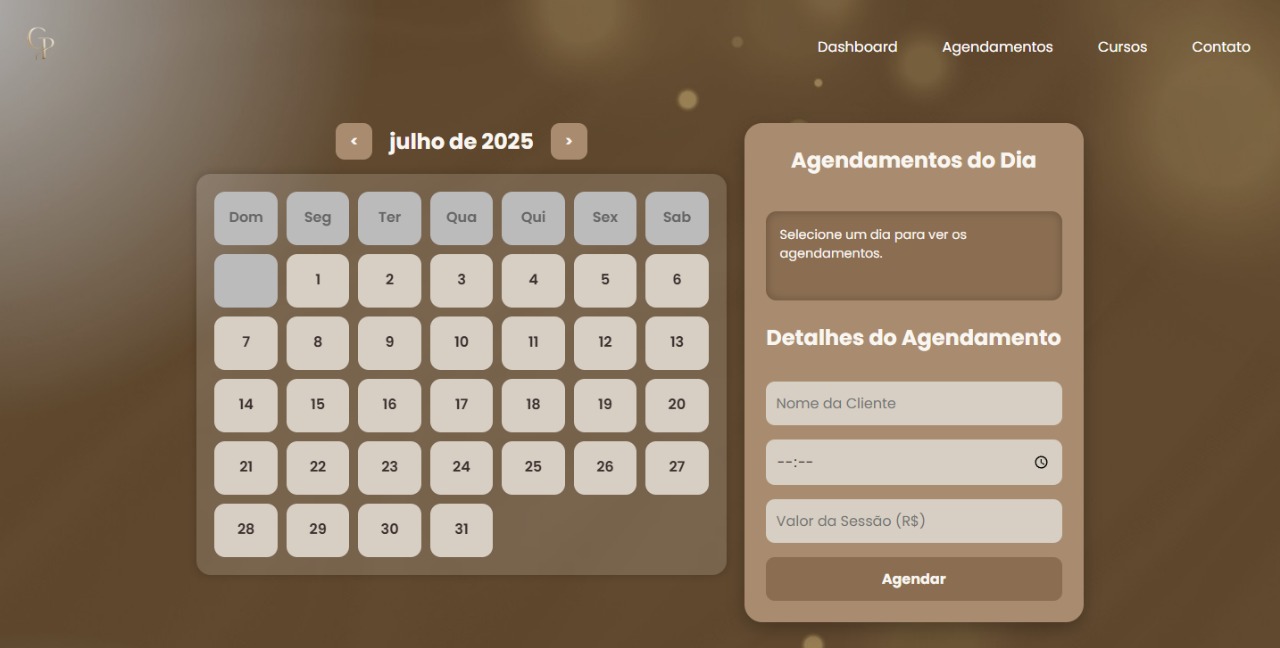 GP
Dashboard Agendamentos Cursos Contato
< julho de 2025 >
Dom Seg Ter Qua Qui Sex Sab
1 2 3 4 5 6
7 8 9 10 11 12 13
14 15 16 17 18 19 20
21 22 23 24 25 26 27
28 29 30 31
Agendamentos do Dia
Selecione um dia para ver os
agendamentos.
Detalhes do Agendamento
Nome da Cliente
--:--
Valor da Sessão (R$)
Agendar